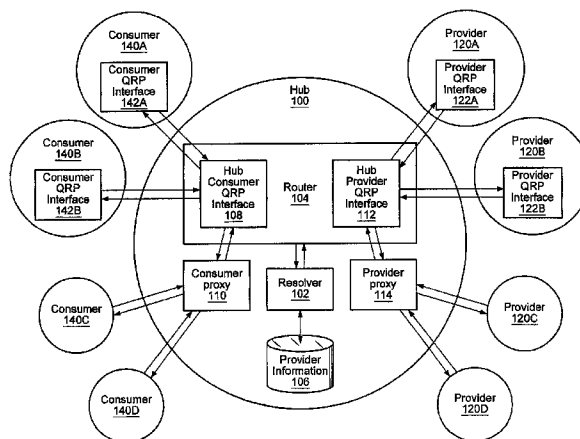 Consumer
140A
Consumer
QRP
Interface
142A
Provider
120A
Provider
QRP
Interface
122A
Hub
100
Consumer
140B
Consumer
QRP
Interface
142B
Hub
Consumer
QRP
Interface
108
Router
104
Hub
Provider
QRP
Interface
112
Provider
120B
Provider
QRP
Interface
122B
Consumer
proxy
110
Resolver
102
Provider
proxy
114
Consumer
140C
Provider
120C
Provider
Information
106
Consumer
140D
Provider
120D